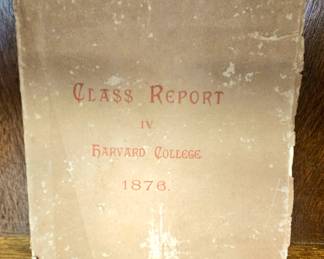 Class Report
IV
Harvard College
1876.